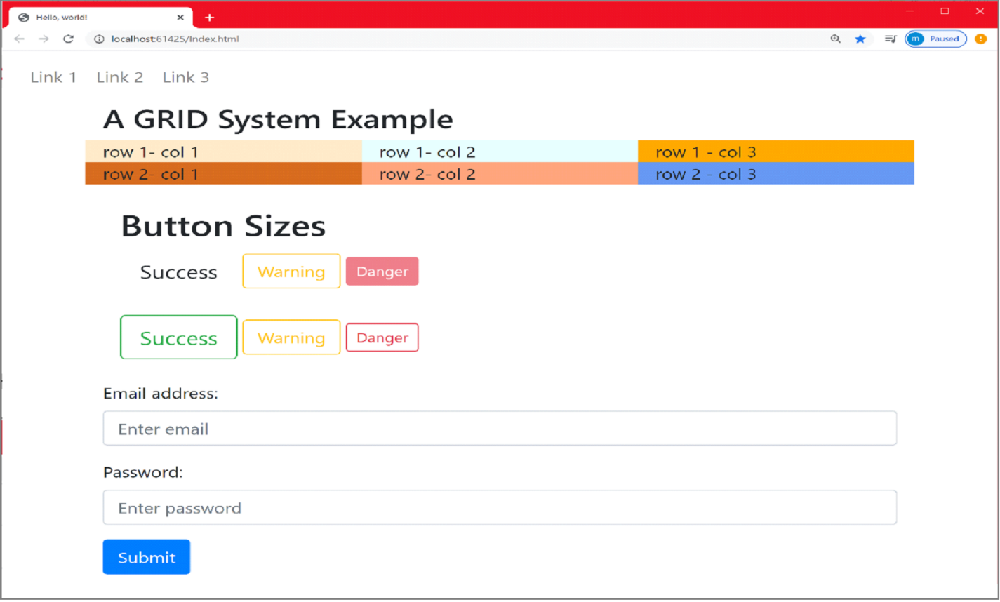 Hello, world!
localhost:61425/Index.html
m Paused
Link 1 Link 2 Link 3
A GRID System Example
row 1- col 1 row 1- col 2 row 1 - col 3
row 2- col 1 row 2- col 2 row 2 - col 3
Button Sizes
Success Warning Danger
Success Warning Danger
Email address:
Enter email
Password:
Enter password
Submit